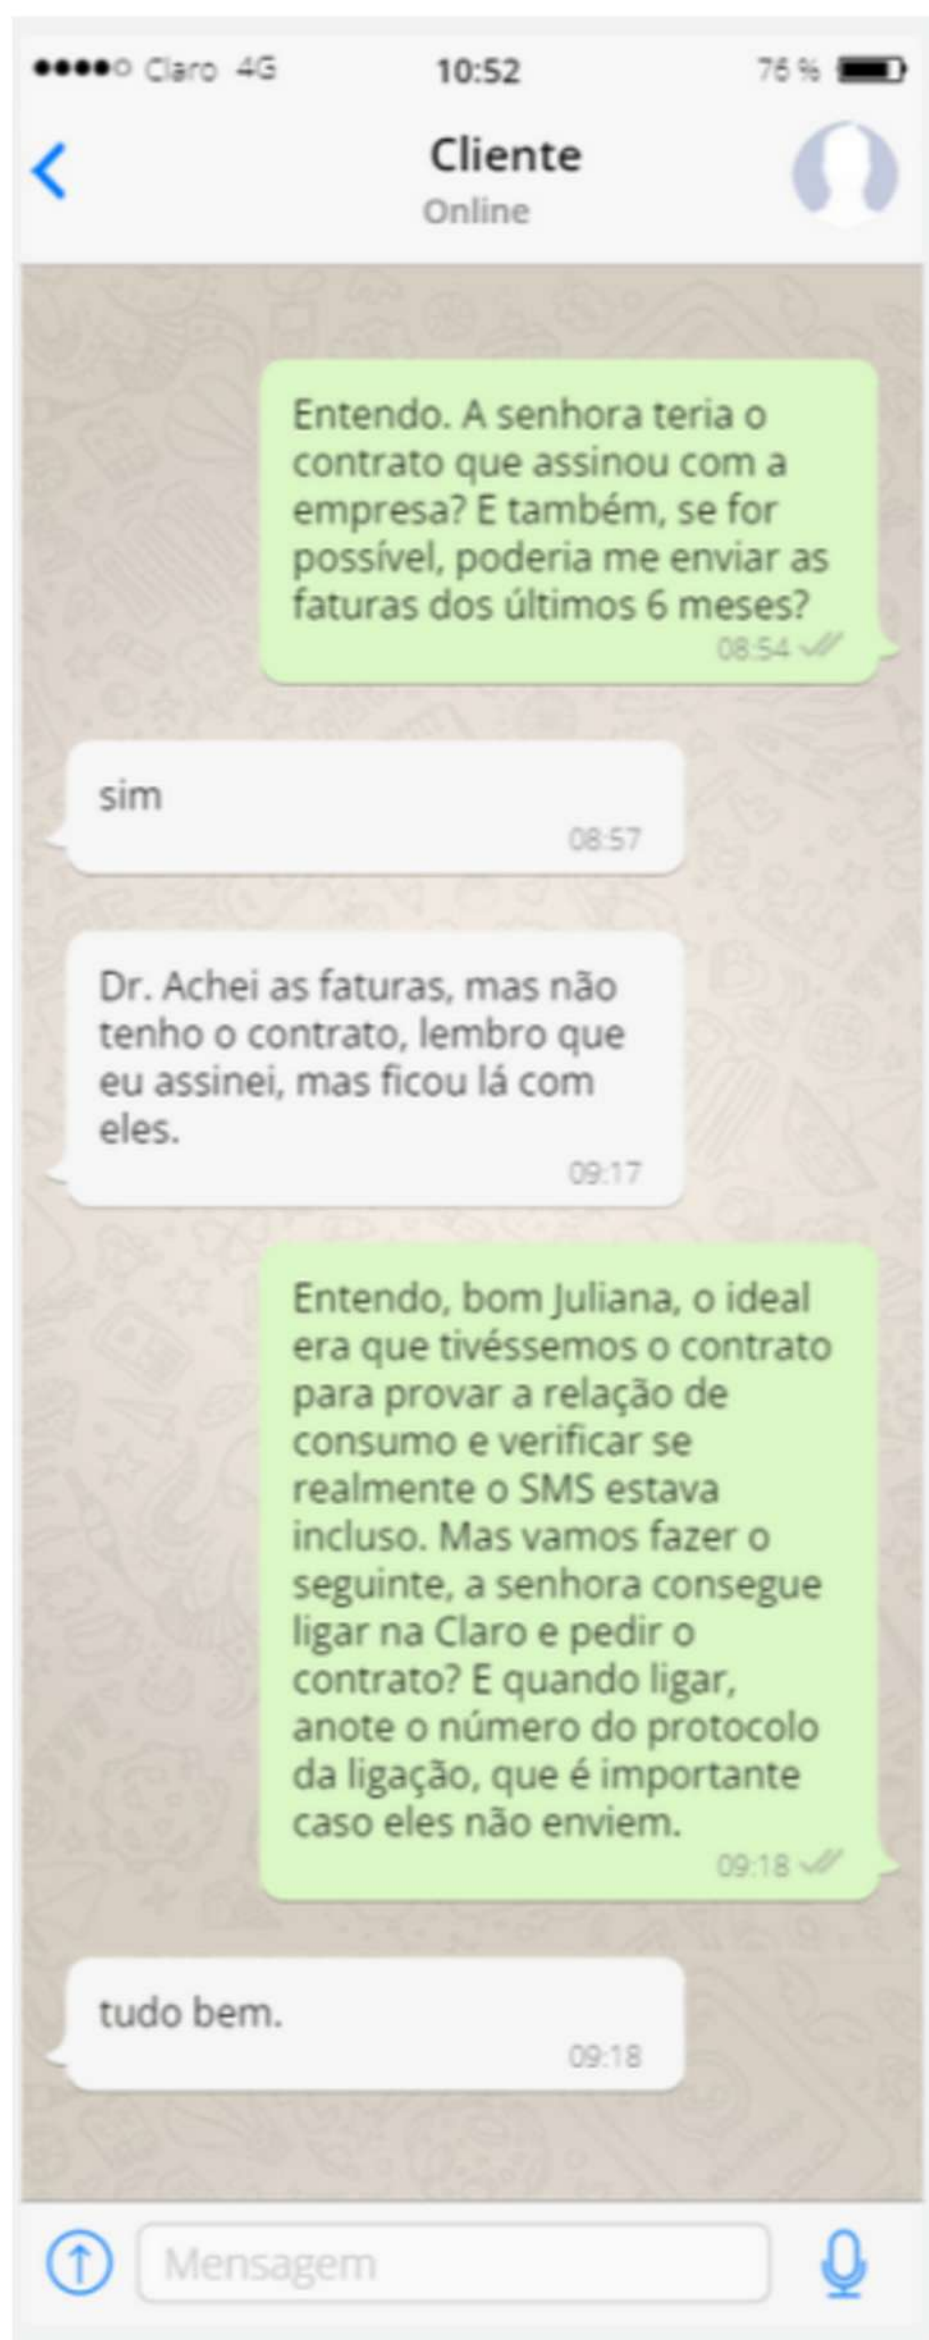 Claro 4G 10:52 76 %
Cliente
Online
Entendo. A senhora teria o
contrato que assinou com a
empresa? E também, se for
possível, poderia me enviar as
faturas dos últimos 6 meses?
08:54
sim
08:57
Dr. Achei as faturas, mas não
tenho o contrato, lembro que
eu assinei, mas ficou lá com
eles.
09:17
Entendo, bom Juliana, o ideal
era que tivéssemos o contrato
para provar a relação de
consumo e verificar se
realmente o SMS estava
incluso. Mas vamos fazer o
seguinte, a senhora consegue
ligar na Claro e pedir o
contrato? E quando ligar,
anote o número do protocolo
da ligação, que é importante
caso eles não enviem.
09:18
tudo bem.
09:18
Mensagem